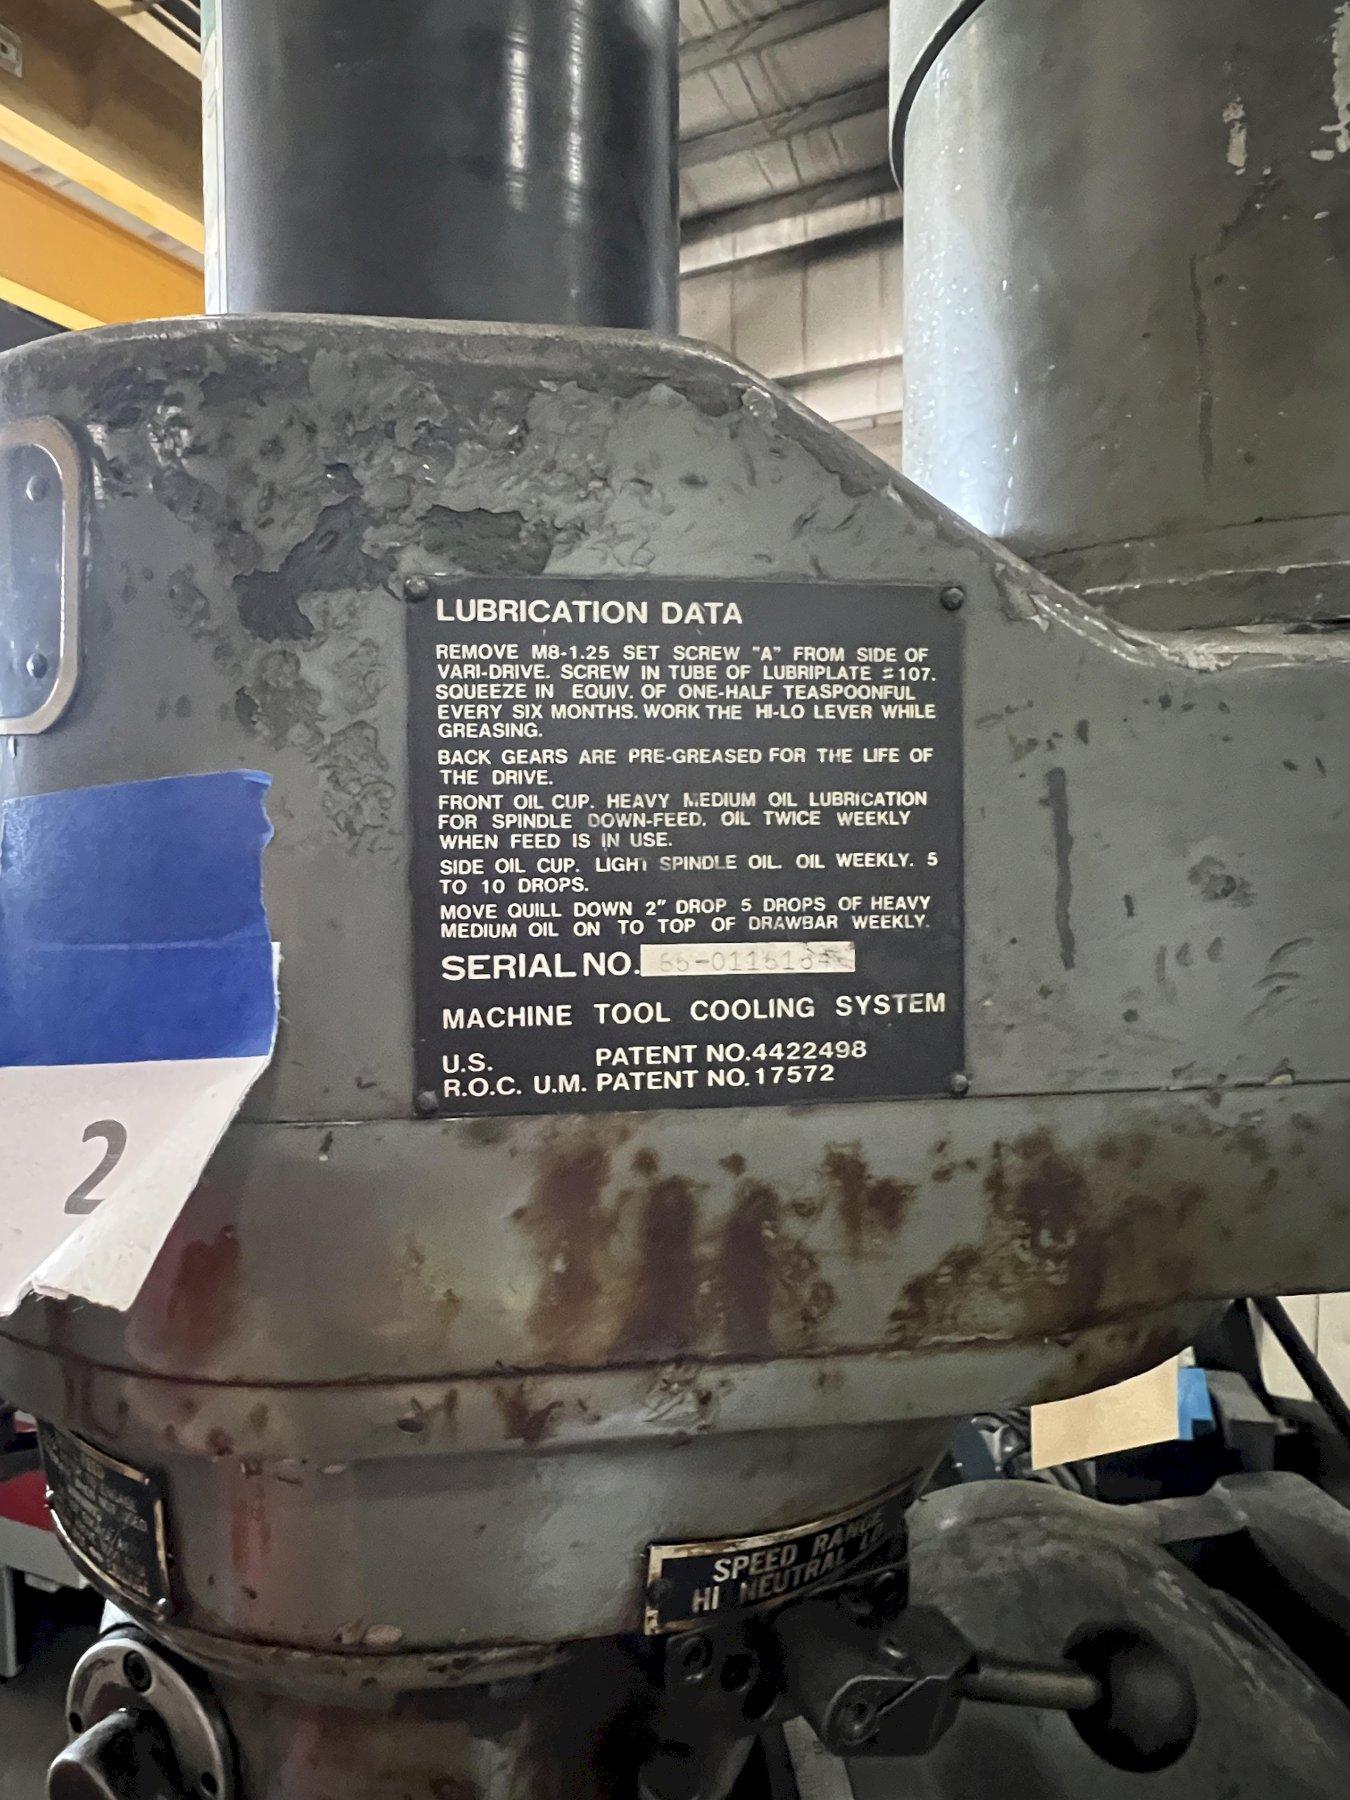 LUBRICATION DATA
REMOVE M8-1.25 SET SCREW "A" FROM SIDE OF
VARI-DRIVE. SCREW IN TUBE OF LUBRIPLATE #107.
SQUEEZE IN EQUIV. OF ONE-HALF TEASPOONFUL
EVERY SIX MONTHS. WORK THE HI-LO LEVER WHILE
GREASING.
BACK GEARS ARE PRE-GREASED FOR THE LIFE OF
THE DRIVE.
FRONT OIL CUP. HEAVY MEDIUM OIL LUBRICATION
FOR SPINDLE DOWN-FEED. OIL TWICE WEEKLY
WHEN FEED IS IN USE.
SIDE OIL CUP. LIGHT SPINDLE OIL. OIL WEEKLY. 5
TO 10 DROPS.
MOVE QUILL DOWN 2" DROP 5 DROPS OF HEAVY
MEDIUM OIL ON TO TOP OF DRAWBAR WEEKLY.
SERIAL NO.
MACHINE TOOL COOLING SYSTEM
U.S. PATENT NO.4422498
R.O.C. U.M. PATENT NO.17572
2
SPEED RANGE
HI NEUTRAL LO